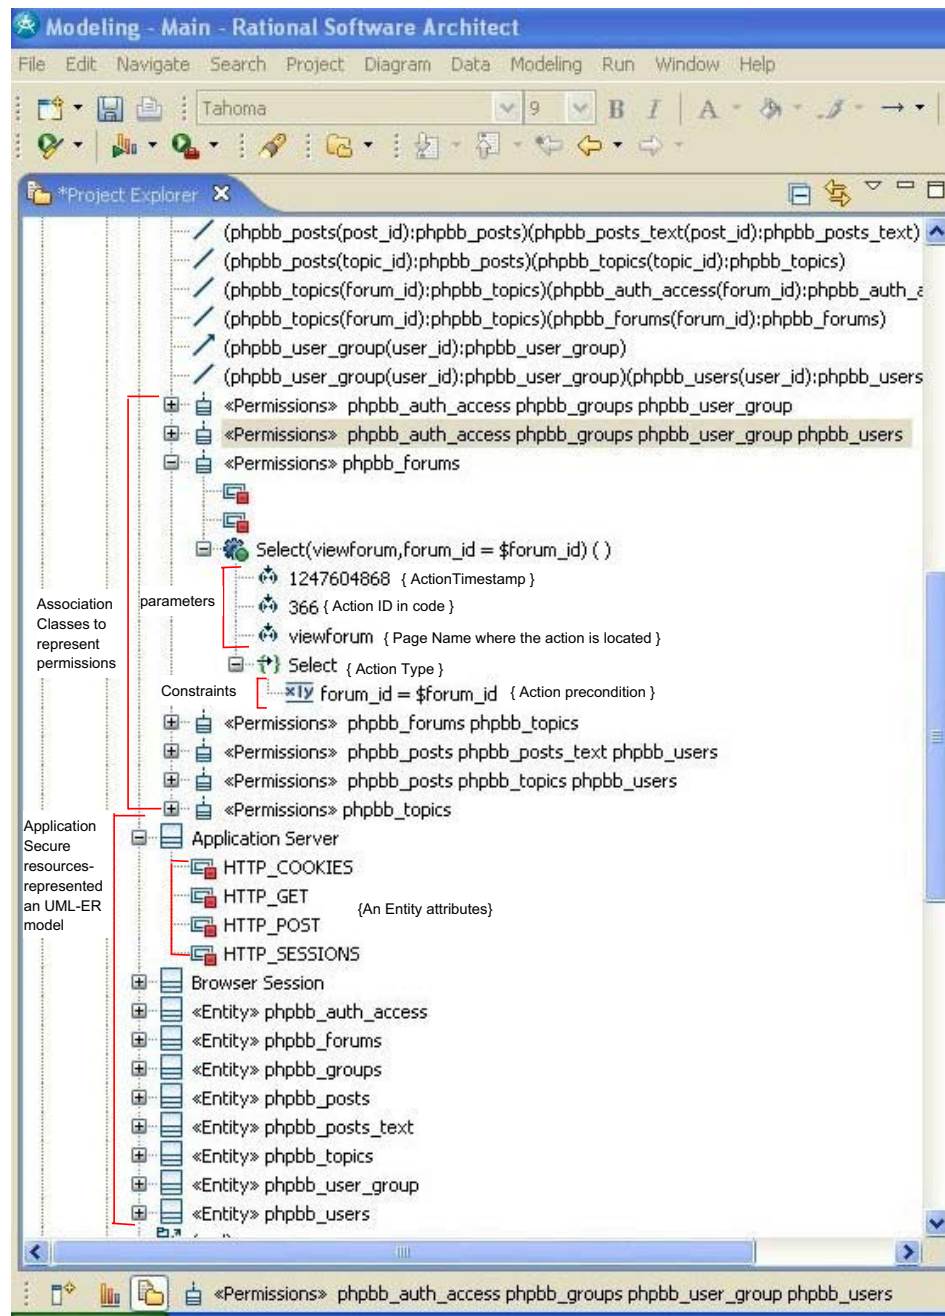 Modeling - Main - Rational Software Architect
File Edit Navigate Search Project Diagram Data Modeling Run Window Help
Tahoma 9 B I A
*Project Explorer
(phpbb_posts(post_id):phpbb_posts)(phpbb_posts_text(post_id):phpbb_posts_text)
(phpbb_posts(topic_id):phpbb_posts)(phpbb_topics(topic_id):phpbb_topics)
(phpbb_topics(forum_id):phpbb_topics)(phpbb_auth_access(forum_id):phpbb_auth_a
(phpbb_topics(forum_id):phpbb_topics)(phpbb_forums(forum_id):phpbb_forums)
(phpbb_user_group(user_id):phpbb_user_group)
(phpbb_user_group(user_id):phpbb_user_group)(phpbb_users(user_id):phpbb_users
«Permissions» phpbb_auth_access phpbb_groups phpbb_user_group
«Permissions» phpbb_auth_access phpbb_groups phpbb_user_group phpbb_users
«Permissions» phpbb_forums
Select(viewforum,forum_id = $forum_id) ( )
parameters
1247604868 { ActionTimestamp }
366 { Action ID in code }
viewforum { Page Name where the action is located }
Association
Classes to
represent
permissions
Select { Action Type }
Constraints
x|y forum_id = $forum_id { Action precondition }
«Permissions» phpbb_forums phpbb_topics
«Permissions» phpbb_posts phpbb_posts_text phpbb_users
«Permissions» phpbb_posts phpbb_topics phpbb_users
«Permissions» phpbb_topics
Application
Secure
resources-
represented
an UML-ER
model
Application Server
HTTP_COOKIES
HTTP_GET
HTTP_POST
HTTP_SESSIONS
{An Entity attributes}
Browser Session
«Entity» phpbb_auth_access
«Entity» phpbb_forums
«Entity» phpbb_groups
«Entity» phpbb_posts
«Entity» phpbb_posts_text
«Entity» phpbb_topics
«Entity» phpbb_user_group
«Entity» phpbb_users
«Permissions» phpbb_auth_access phpbb_groups phpbb_user_group phpbb_users